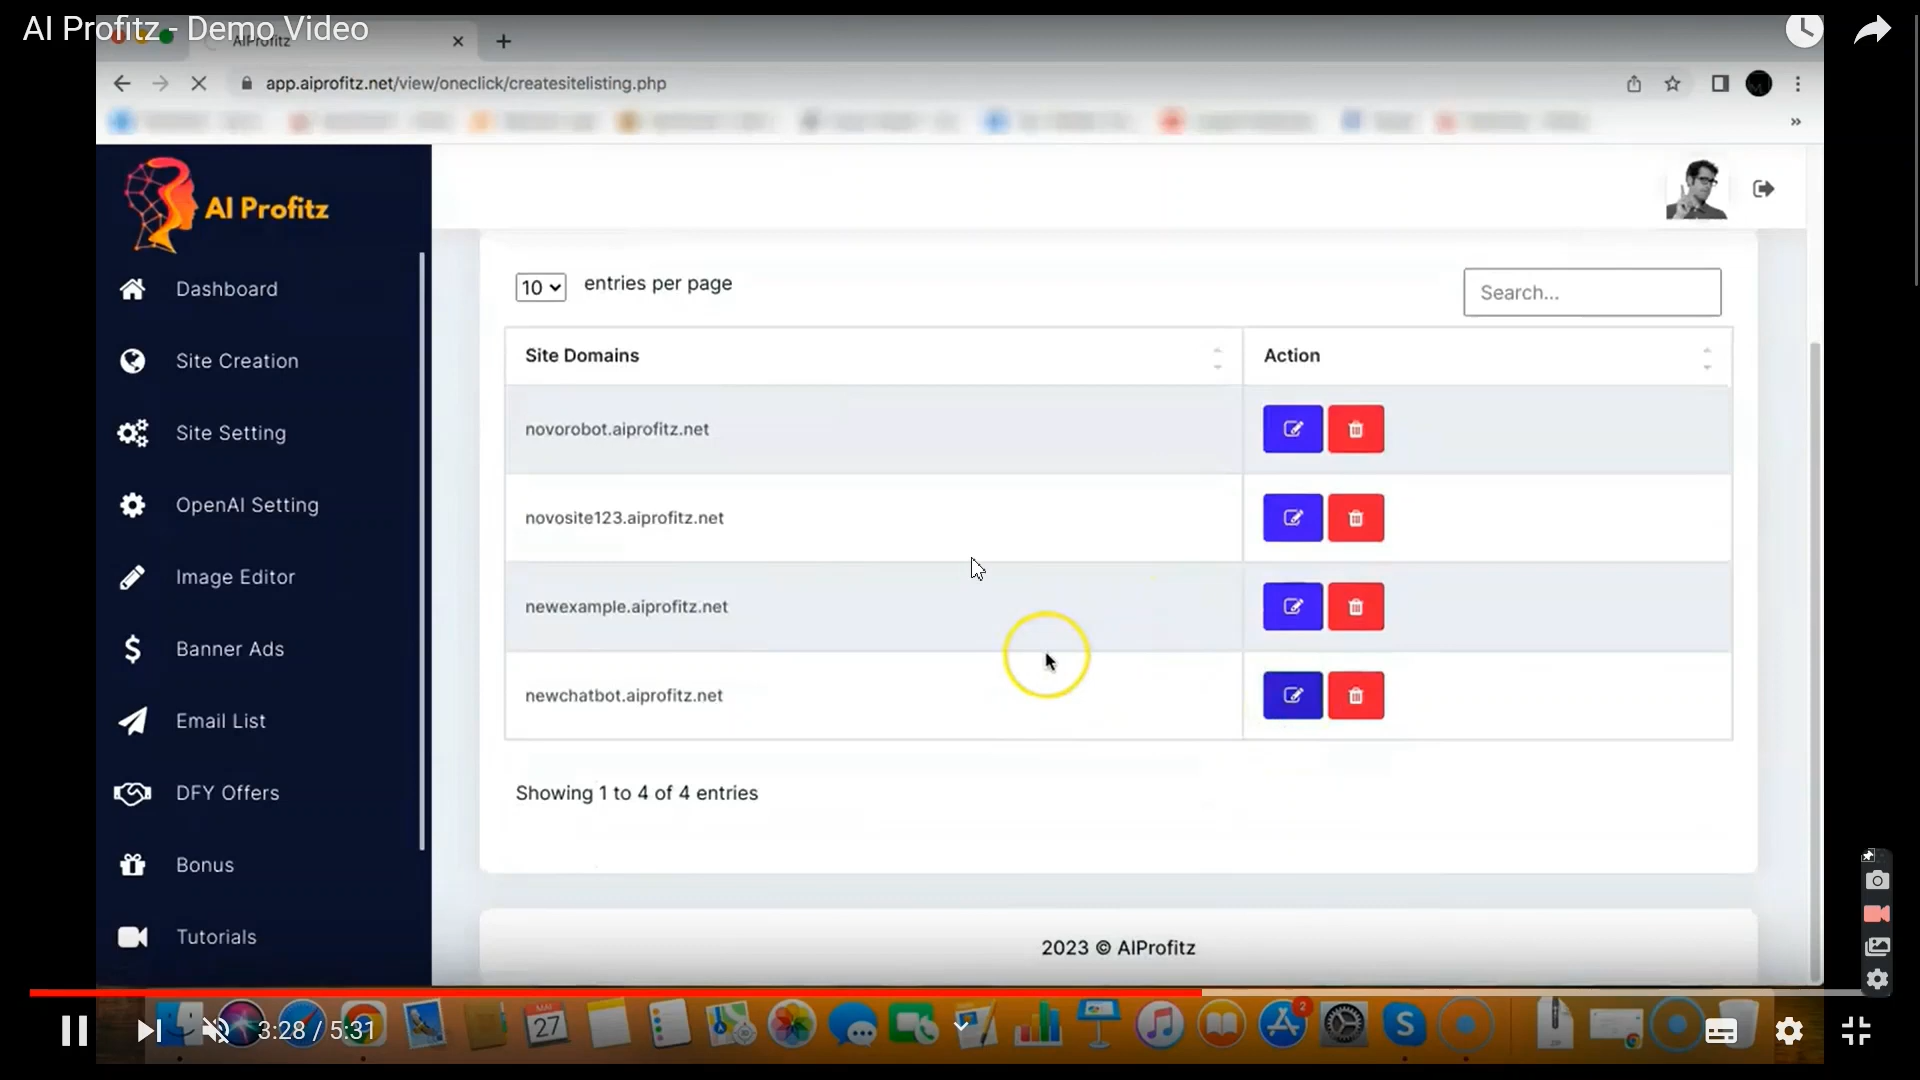 AI Profitz - Demo Video
AIProfitz
app.aiprofitz.net/view/oneclick/createsitelisting.php
AI Profitz
Dashboard
Site Creation
Site Setting
OpenAI Setting
Image Editor
Banner Ads
Email List
DFY Offers
Bonus
Tutorials
10 entries per page
Search...
Site Domains Action
novorobot.aiprofitz.net
novosite123.aiprofitz.net
newexample.aiprofitz.net
newchatbot.aiprofitz.net
Showing 1 to 4 of 4 entries
2023 © AIProfitz
27
2
3:28 / 5:31